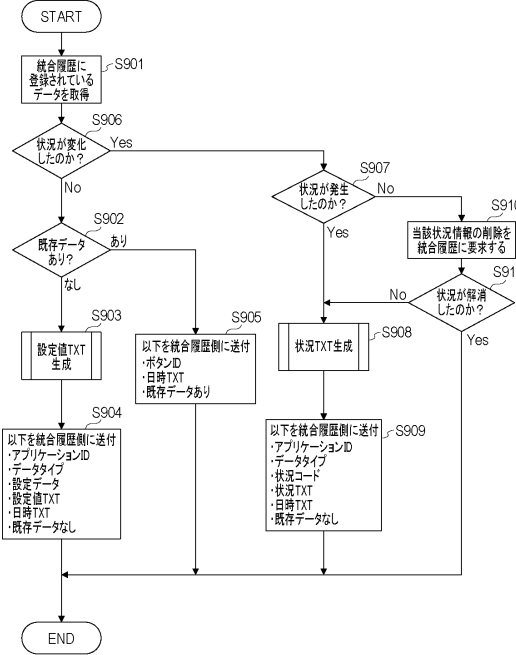 START
S901
統合履歴に
登録されている
データを取得
S906
状況が変化
したのか？
Yes
No
S907
状況が発生
したのか？
No
Yes
S910
当該状況情報の削除を
統合履歴に要求する
S902
既存データ
あり？
あり
なし
S91
状況が解消
したのか？
No
Yes
S903
設定値TXT
生成
S905
以下を統合履歴側に送付
・ボタンID
・日時TXT
・既存データあり
S908
状況TXT生成
S904
以下を統合履歴側に送付
・アプリケーションID
・データタイプ
・設定データ
・設定値TXT
・日時TXT
・既存データなし
S909
以下を統合履歴側に送付
・アプリケーションID
・データタイプ
・状況コード
・状況TXT
・日時TXT
・既存データなし
END